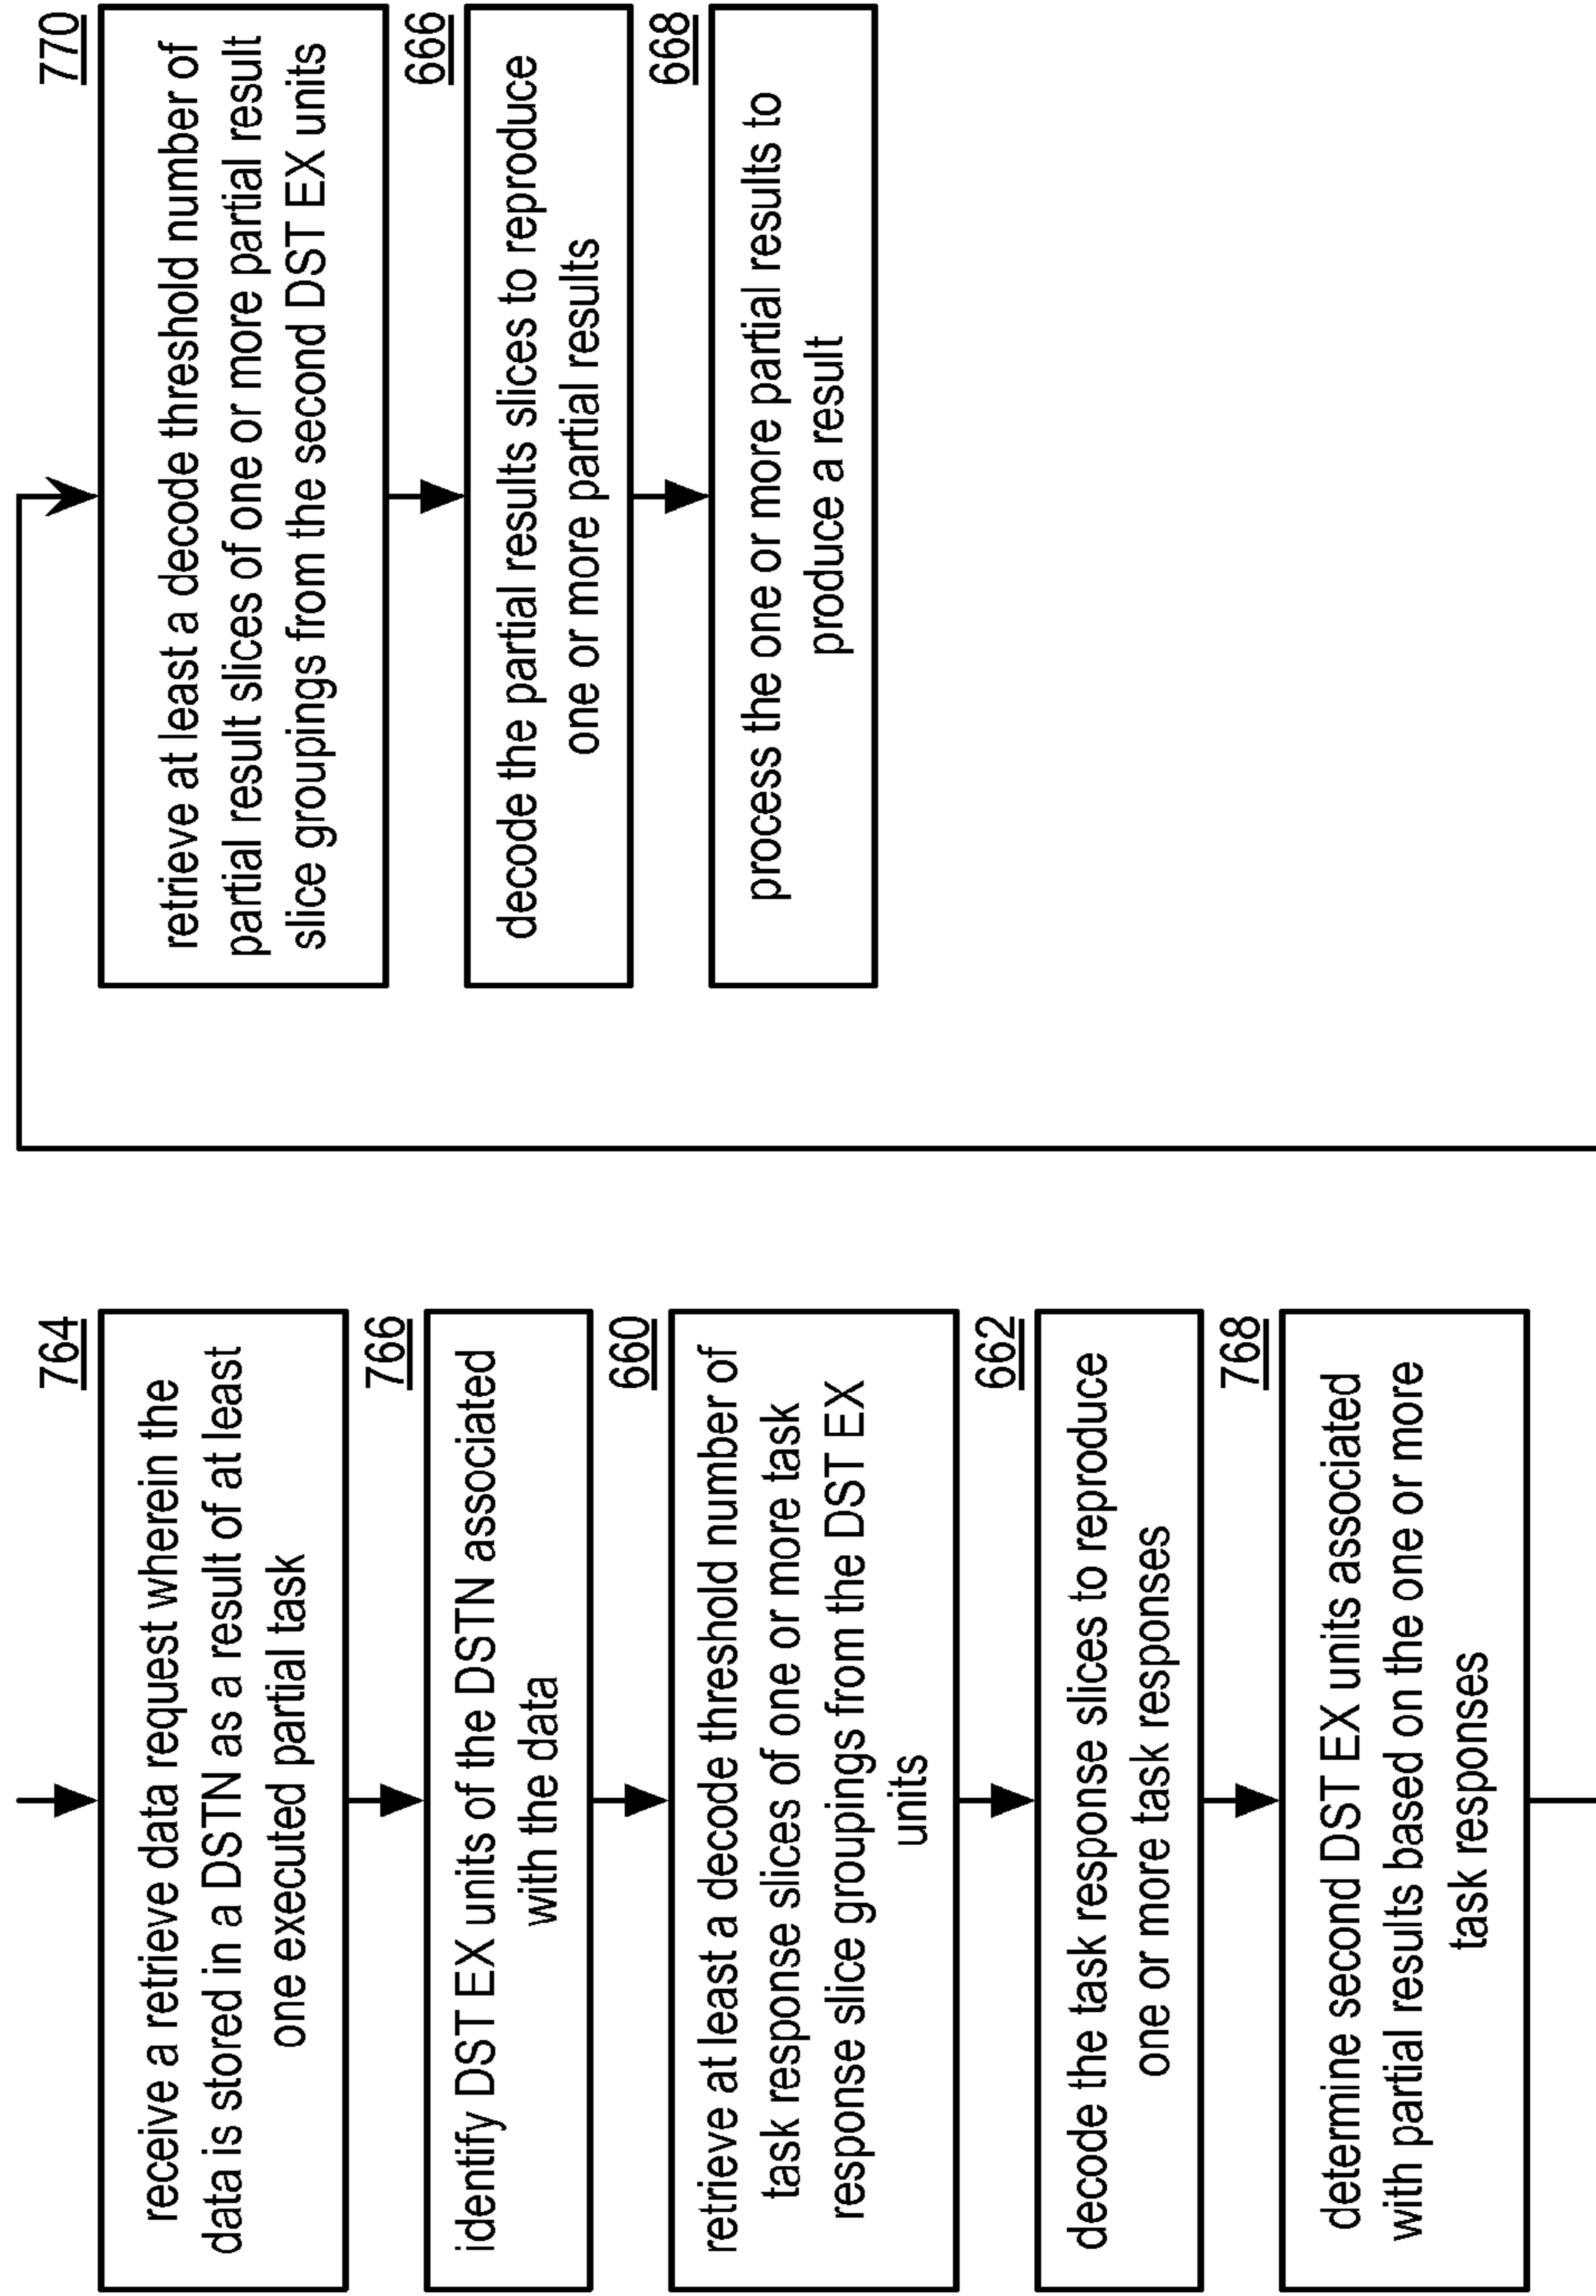 764
receive a retrieve data request wherein the
data is stored in a DSTN as a result of at least
one executed partial task
766
identify DST EX units of the DSTN associated
with the data
660
retrieve at least a decode threshold number of
task response slices of one or more task
response slice groupings from the DST EX
units
662
decode the task response slices to reproduce
one or more task responses
768
determine second DST EX units associated
with partial results based on the one or more
task responses
770
retrieve at least a decode threshold number of
partial result slices of one or more partial result
slice groupings from the second DST EX units
666
decode the partial results slices to reproduce
one or more partial results
668
process the one or more partial results to
produce a result